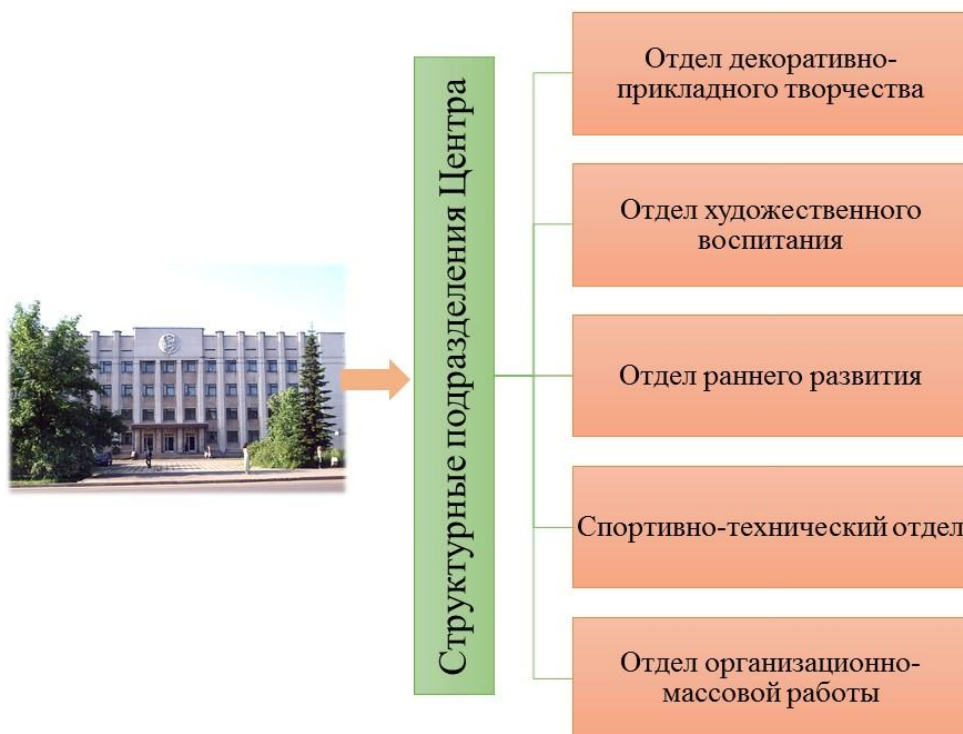 Структурные подразделения Центра
Отдел декоративно-
прикладного творчества
Отдел художественного
воспитания
Отдел раннего развития
Спортивно-технический отдел
Отдел организационно-
массовой работы